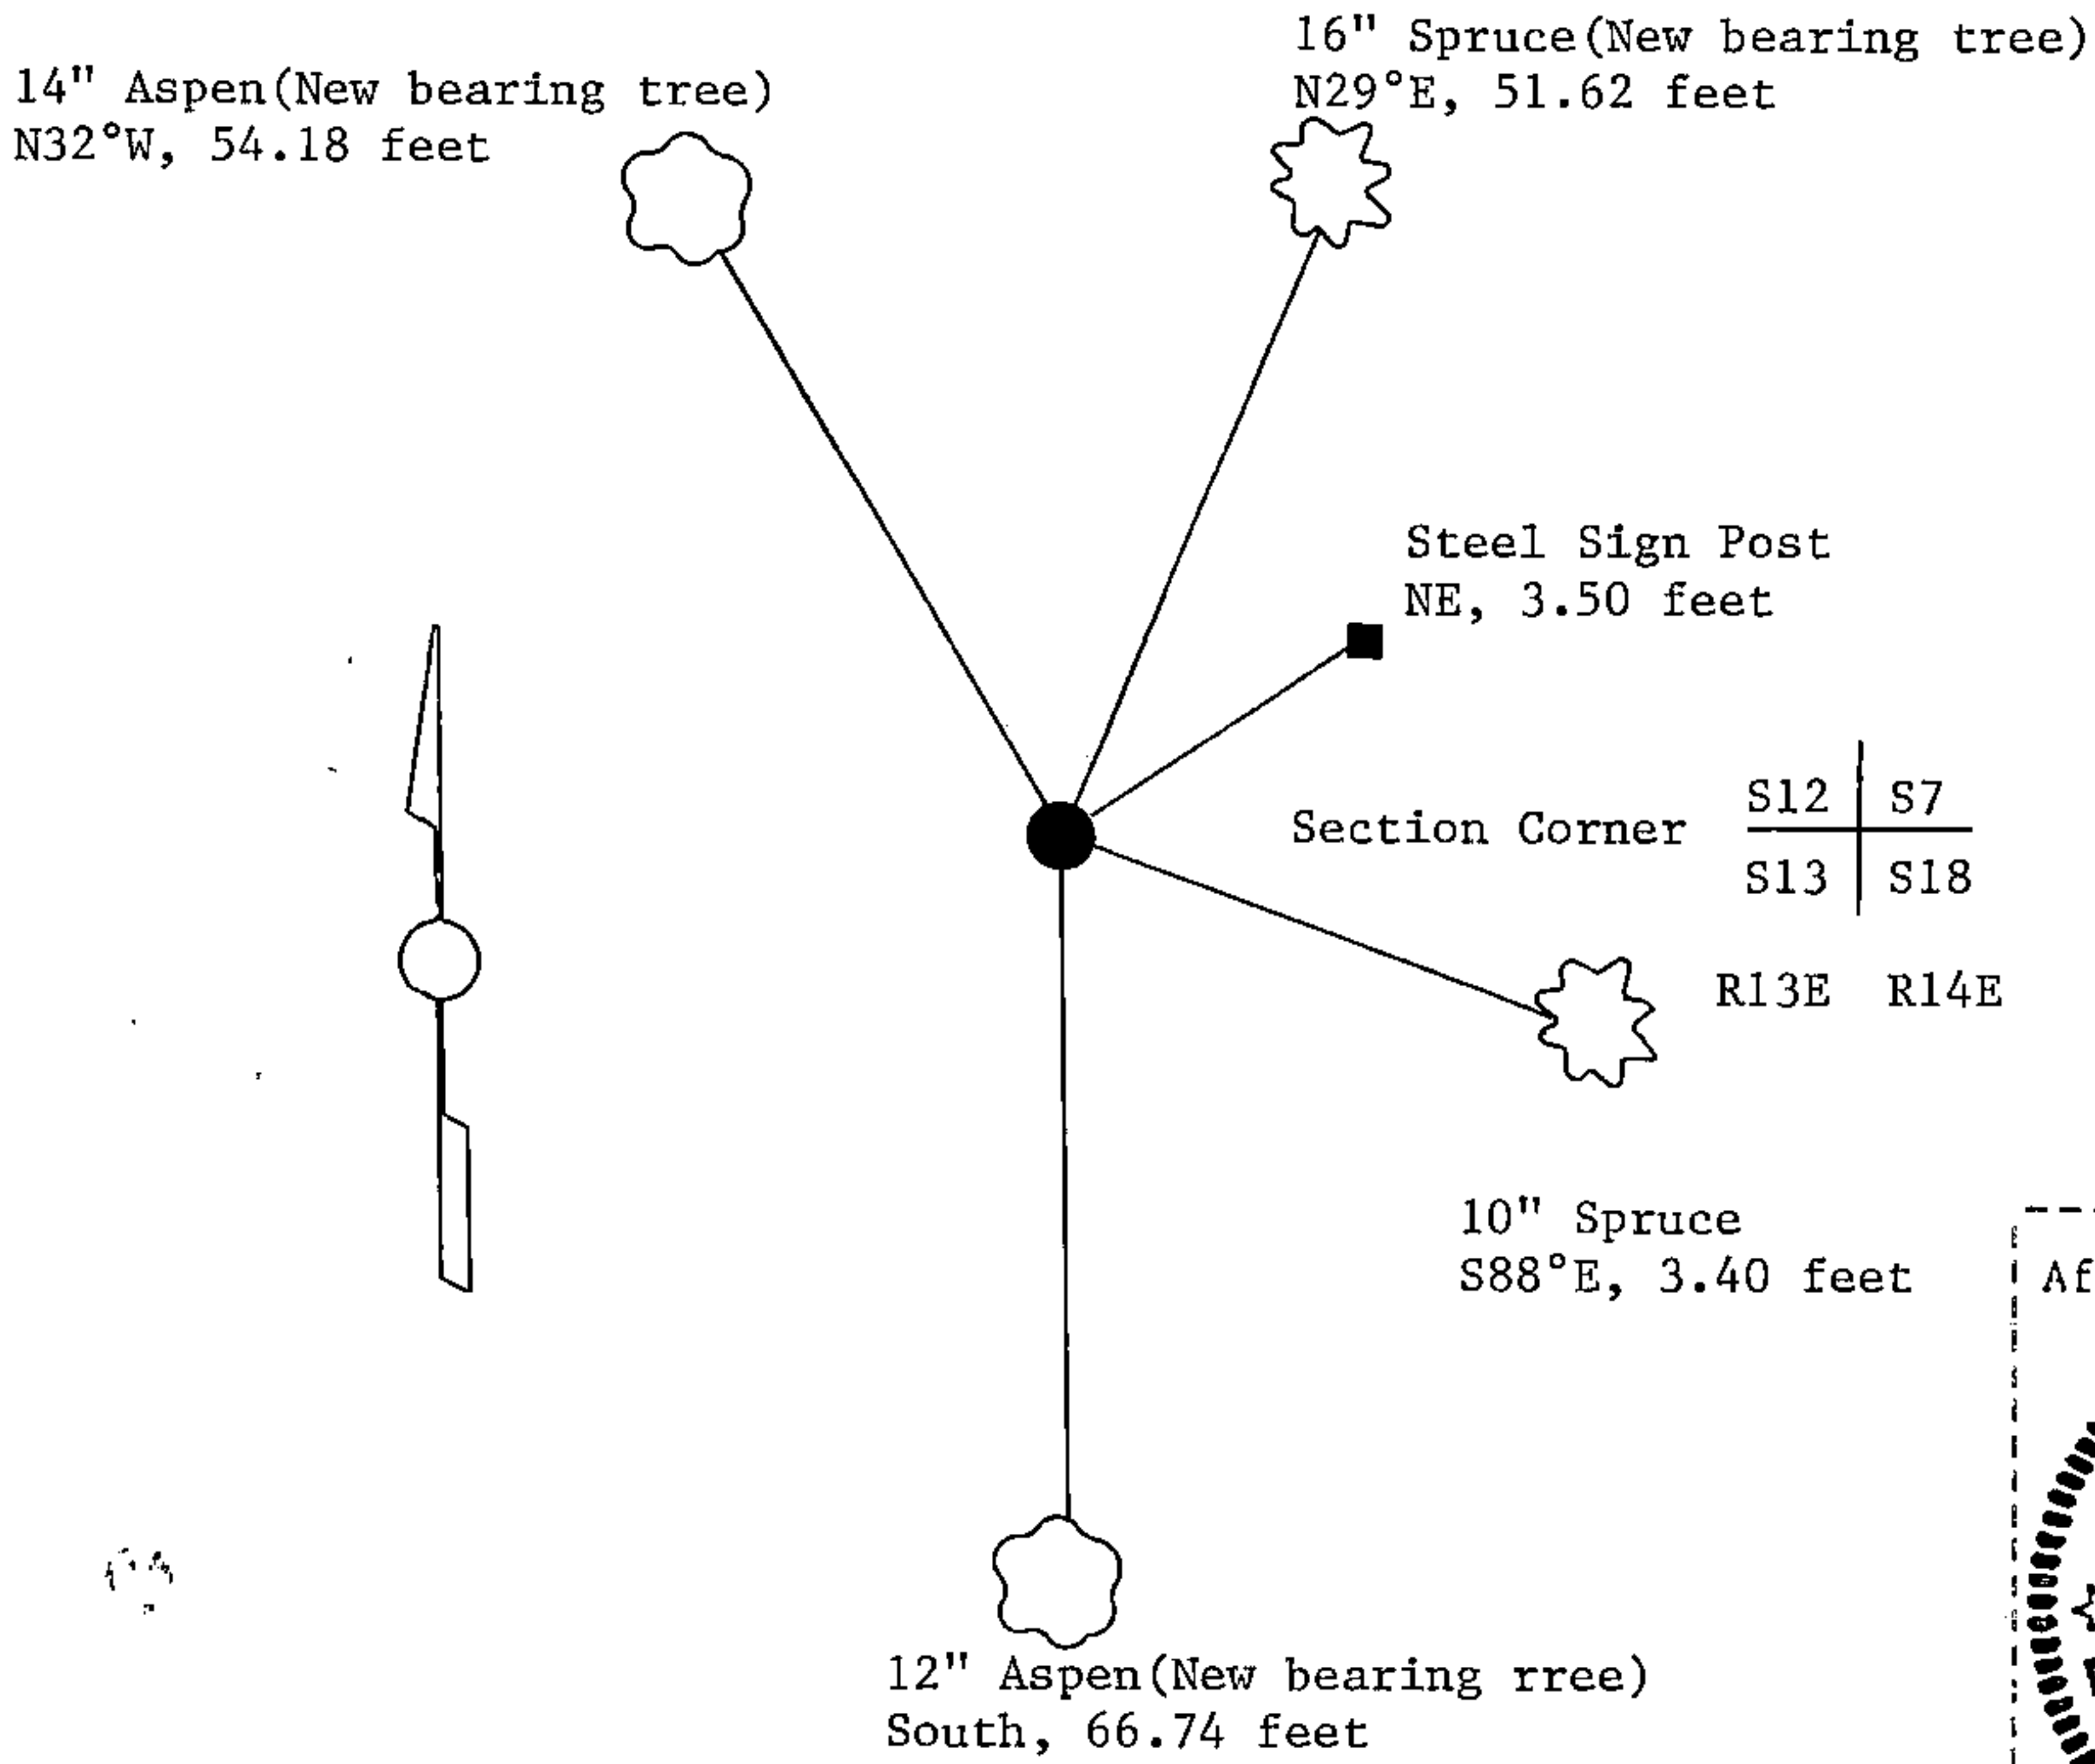 16" Spruce(New bearing tree)
N29°E, 51.62 feet
14" Aspen(New bearing tree)
N32°W, 54.18 feet
Steel Sign Post
NE, 3.50 feet
Section Corner
S12 S7
S13 S18
R13E R14E
10" Spruce
S88°E, 3.40 feet
12" Aspen(New bearing rree)
South, 66.74 feet